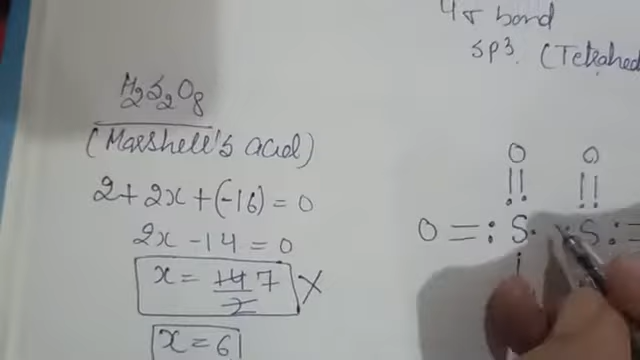 4σ bond
sp³. (Tetrahed
H₂S₂O₈
(Marshell's acid)
2+2x+(-16)=0
2x-14=0
x = 14/2 7 X
x=6
O O
|| ||
O = : S . : S : =
|